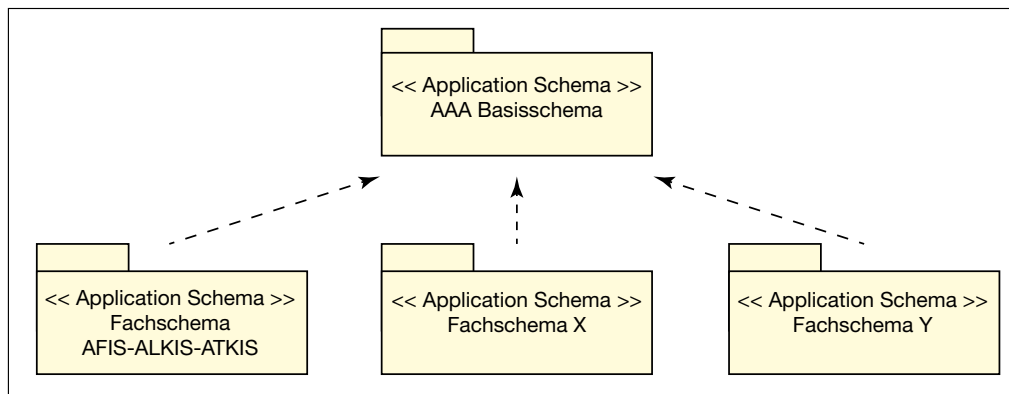 << Application Schema >>
AAA Basisschema
<< Application Schema >>
Fachschema
AFIS-ALKIS-ATKIS
<< Application Schema >>
Fachschema X
<< Application Schema >>
Fachschema Y